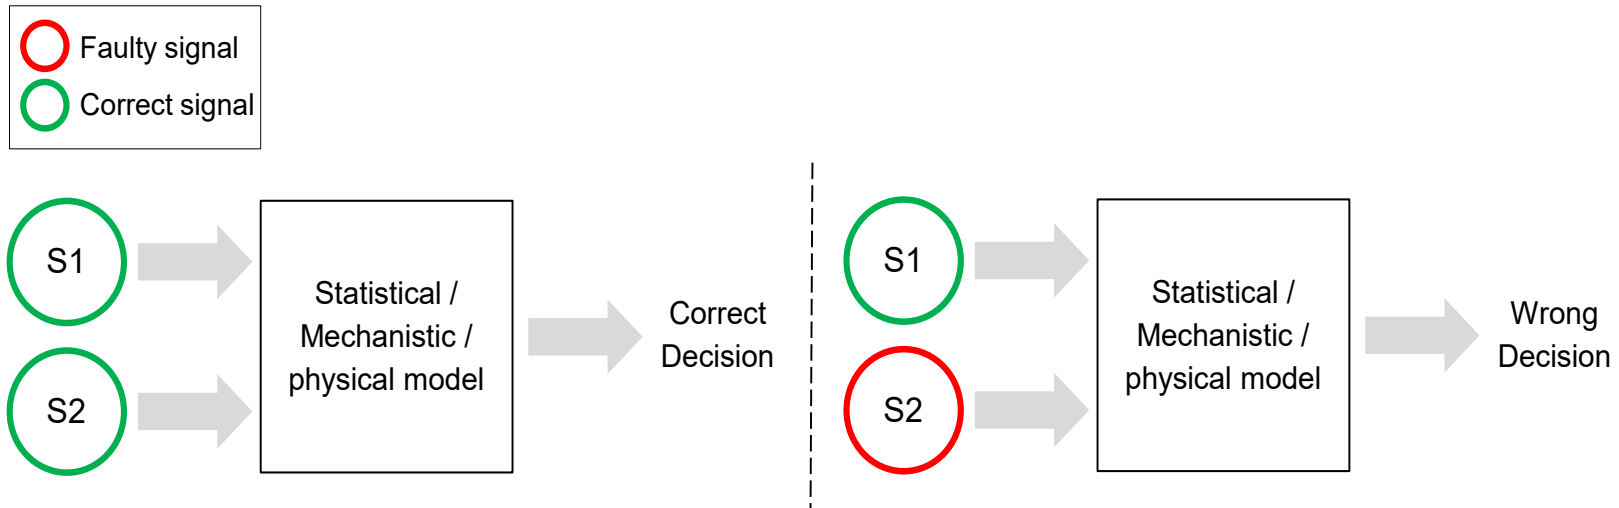 Faulty signal
Correct signal
S1
S2
Statistical /
Mechanistic /
physical model
Correct
Decision
S1
S2
Statistical /
Mechanistic /
physical model
Wrong
Decision